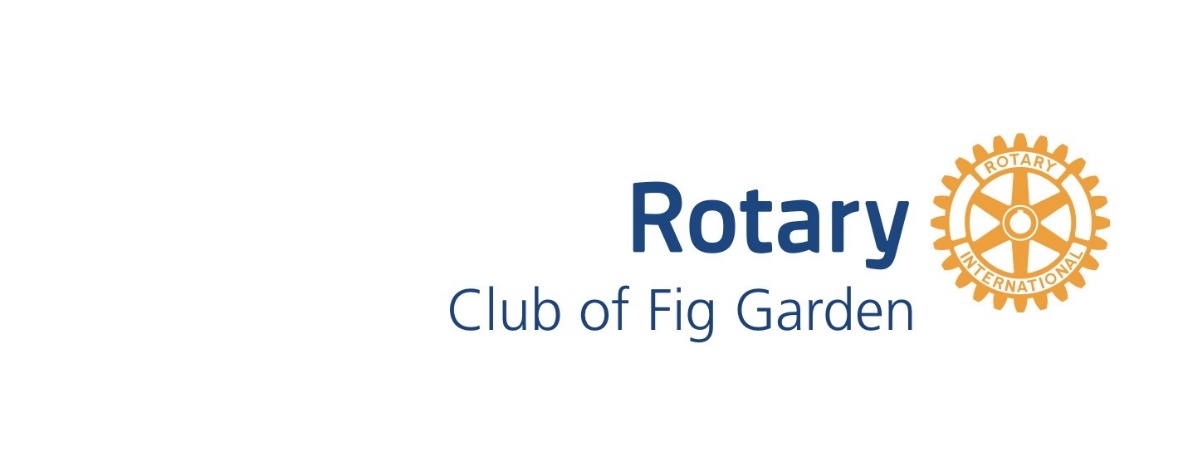 Rotary
Club of Fig Garden
ROTARY
INTERNATIONAL